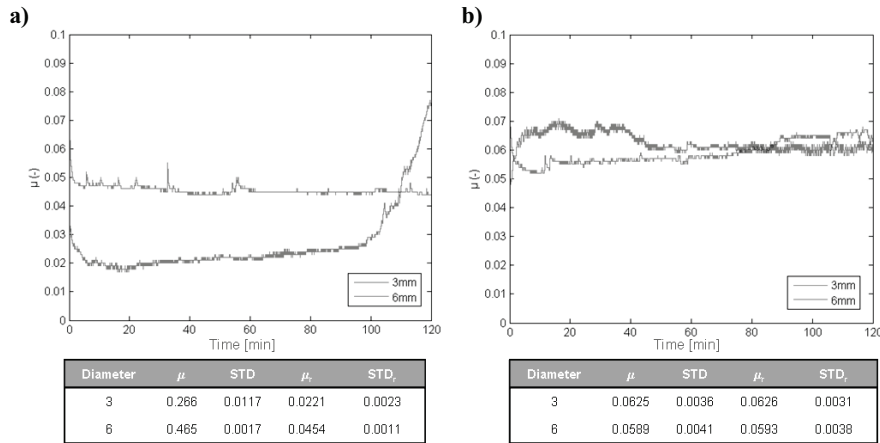 a)
0.1
0.09
0.08
0.07
0.06
0.05
0.04
0.03
0.02
0.01
0
μ (-)
0 20 40 60 80 100 120
Time [min]
3mm
6mm
Diameter μ STD μr STDr
3 0.266 0.0117 0.0221 0.0023
6 0.465 0.0017 0.0454 0.0011
b)
0.1
0.09
0.08
0.07
0.06
0.05
0.04
0.03
0.02
0.01
0
μ (-)
0 20 40 60 80 100 120
Time [min]
3mm
6mm
Diameter μ STD μr STDr
3 0.0625 0.0036 0.0626 0.0031
6 0.0589 0.0041 0.0593 0.0038